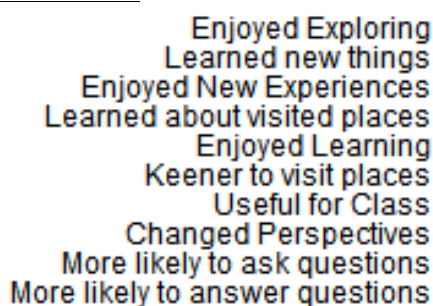 Enjoyed Exploring
Learned new things
Enjoyed New Experiences
Learned about visited places
Enjoyed Learning
Keener to visit places
Useful for Class
Changed Perspectives
More likely to ask questions
More likely to answer questions